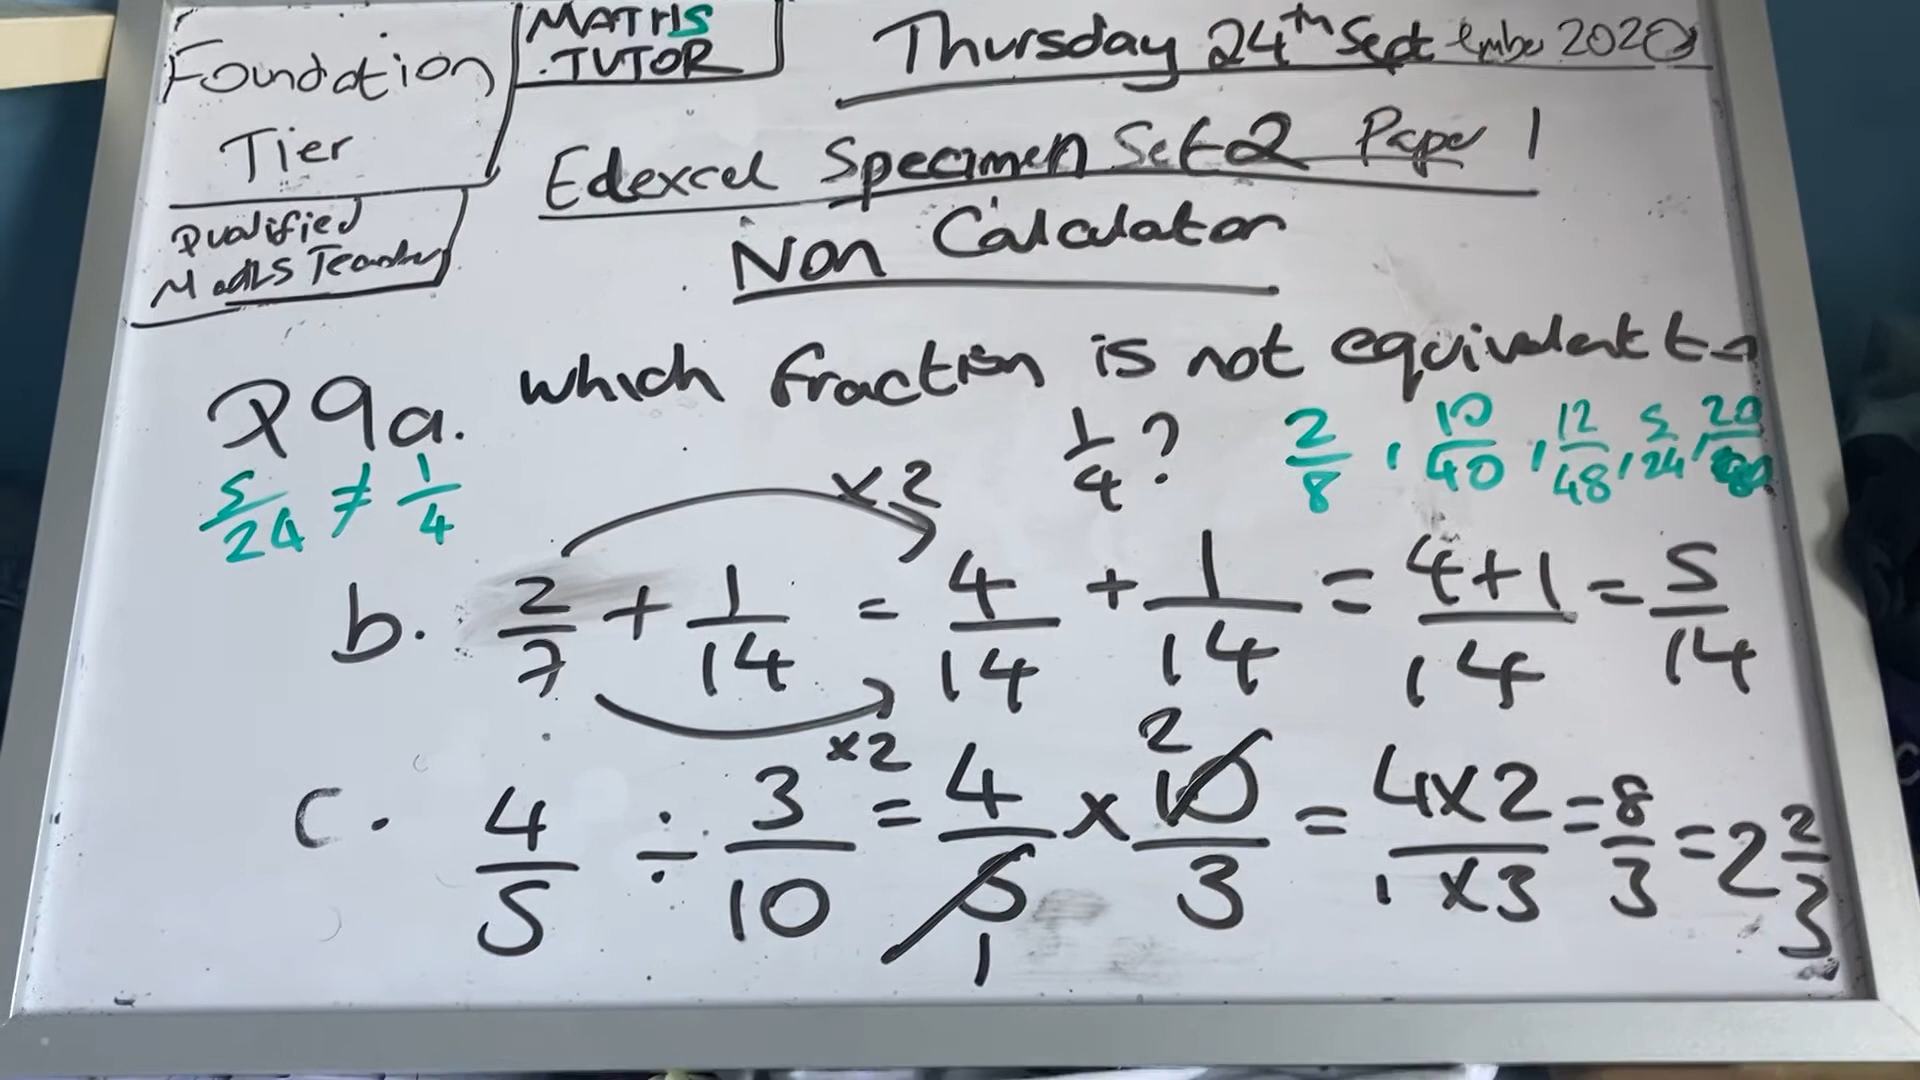 Foundation
Tier
Qualified
Maths Teacher
MATHS
TUTOR
Thursday 24th September 2020
Edexcel Specimen Set 2 Paper 1
Non Calculator
Q9a. which fraction is not equivalent to
1/4? 2/8, 10/40, 12/48, 5/24, 20/80
5/24 ≠ 1/4
×2
b. 2/7 + 1/14 = 4/14 + 1/14 = 4+1/14 = 5/14
×2
c. 4/5 ÷ 3/10 = 4/5 × 10/3 = 4×2/1×3 = 8/3 = 2 2/3
2
1